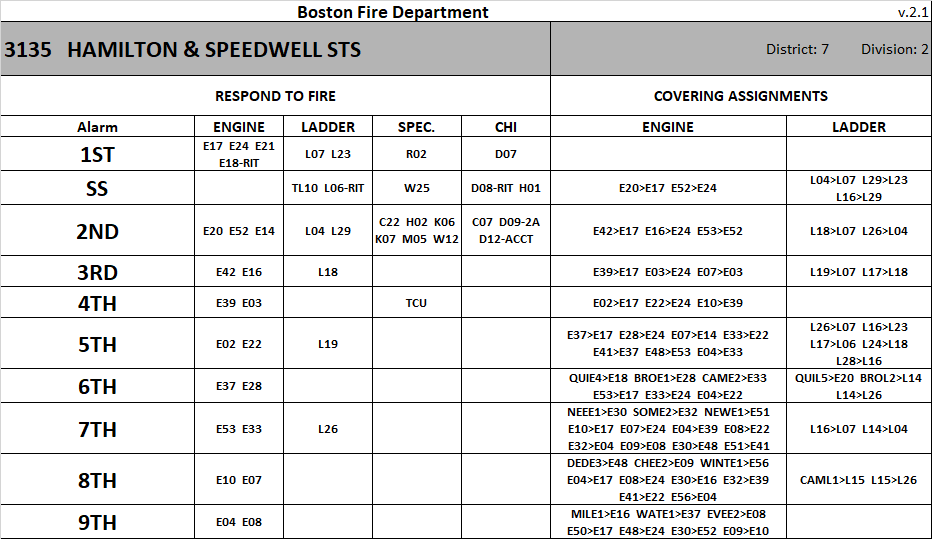 Boston Fire Department v.2.1
3135 HAMILTON & SPEEDWELL STS District: 7 Division: 2
RESPOND TO FIRE COVERING ASSIGNMENTS
Alarm ENGINE LADDER SPEC. CHI ENGINE LADDER
1ST E17 E24 E21 L07 L23 R02 D07
E18-RIT
SS TL10 L06-RIT W25 D08-RIT H01 E20>E17 E52>E24 L04>L07 L29>L23
L16>L29
2ND E20 E52 E14 L04 L29 C22 H02 K06 C07 D09-2A E42>E17 E16>E24 E53>E52 L18>L07 L26>L04
K07 M05 W12 D12-ACCT
3RD E42 E16 L18 E39>E17 E03>E24 E07>E03 L19>L07 L17>L18
4TH E39 E03 TCU E02>E17 E22>E24 E10>E39
5TH E02 E22 L19 E37>E17 E28>E24 E07>E14 E33>E22 L26>L07 L16>L23
E41>E37 E48>E53 E04>E33 L17>L06 L24>L18
L28>L16
6TH E37 E28 QUIE4>E18 BROE1>E28 CAME2>E33 QUIL5>E20 BROL2>L14
E53>E17 E33>E24 E04>E22 L14>L26
7TH E53 E33 L26 NEEE1>E30 SOME2>E32 NEWE1>E51 L16>L07 L14>L04
E10>E17 E07>E24 E04>E39 E08>E22
E32>E04 E09>E08 E30>E48 E51>E41
8TH E10 E07 DEDE3>E48 CHEE2>E09 WINTE1>E56 CAML1>L15 L15>L26
E04>E17 E08>E24 E30>E16 E32>E39
E41>E22 E56>E04
9TH E04 E08 MILE1>E16 WATE1>E37 EVEE2>E08
E50>E17 E48>E24 E30>E52 E09>E10